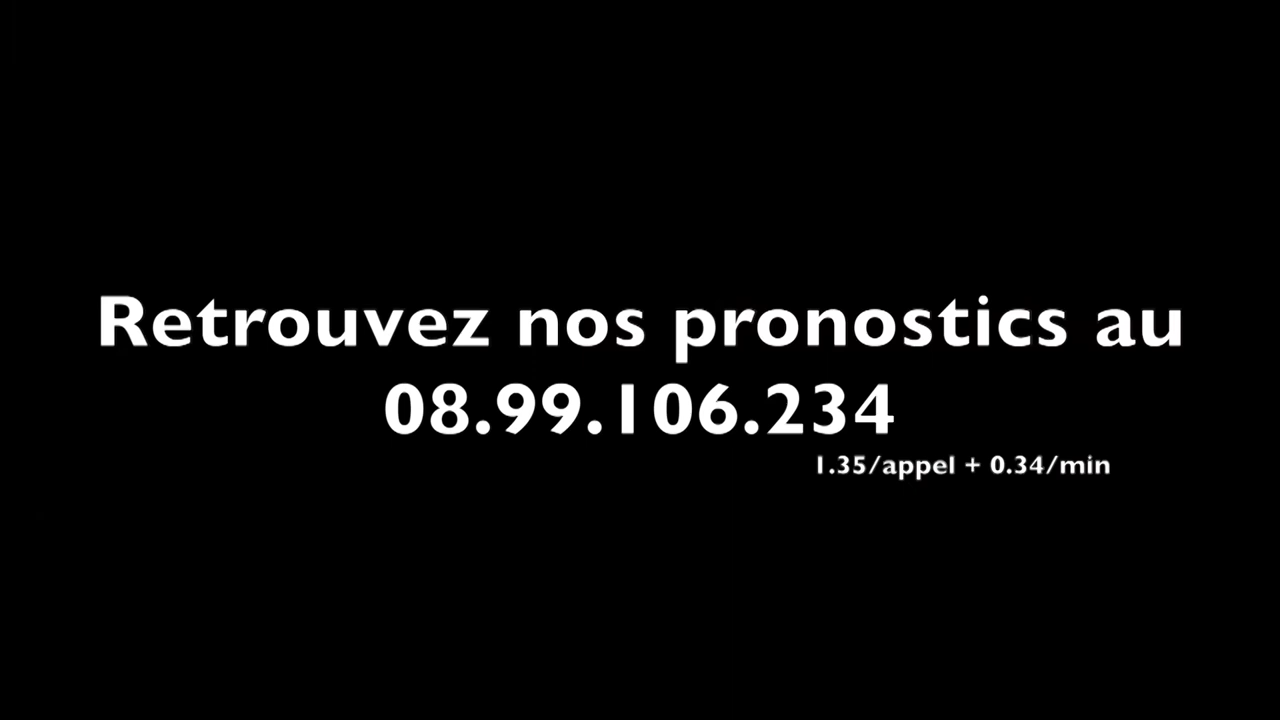 Retrouvez nos pronostics au
08.99.106.234
1.35/appel + 0.34/min